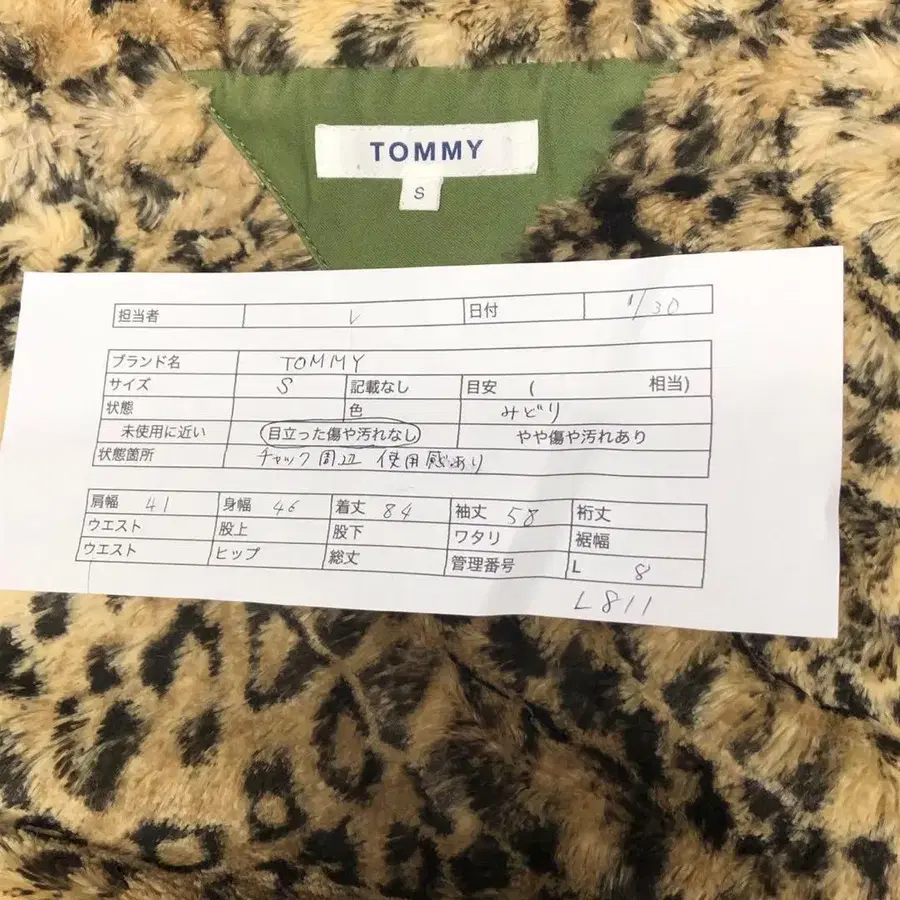 TOMMY
S
担当者 L 日付 1/30
ブランド名 TOMMY
サイズ S 記載なし 目安 ( 相当)
状態 色 みどり
未使用に近い 目立った傷や汚れなし やや傷や汚れあり
状態箇所 チャック周辺 使用感あり
肩幅 41 身幅 46 着丈 84 袖丈 58 裄丈
ウエスト 股上 股下 ワタリ 裾幅
ウエスト ヒップ 総丈 管理番号 L 8
L811